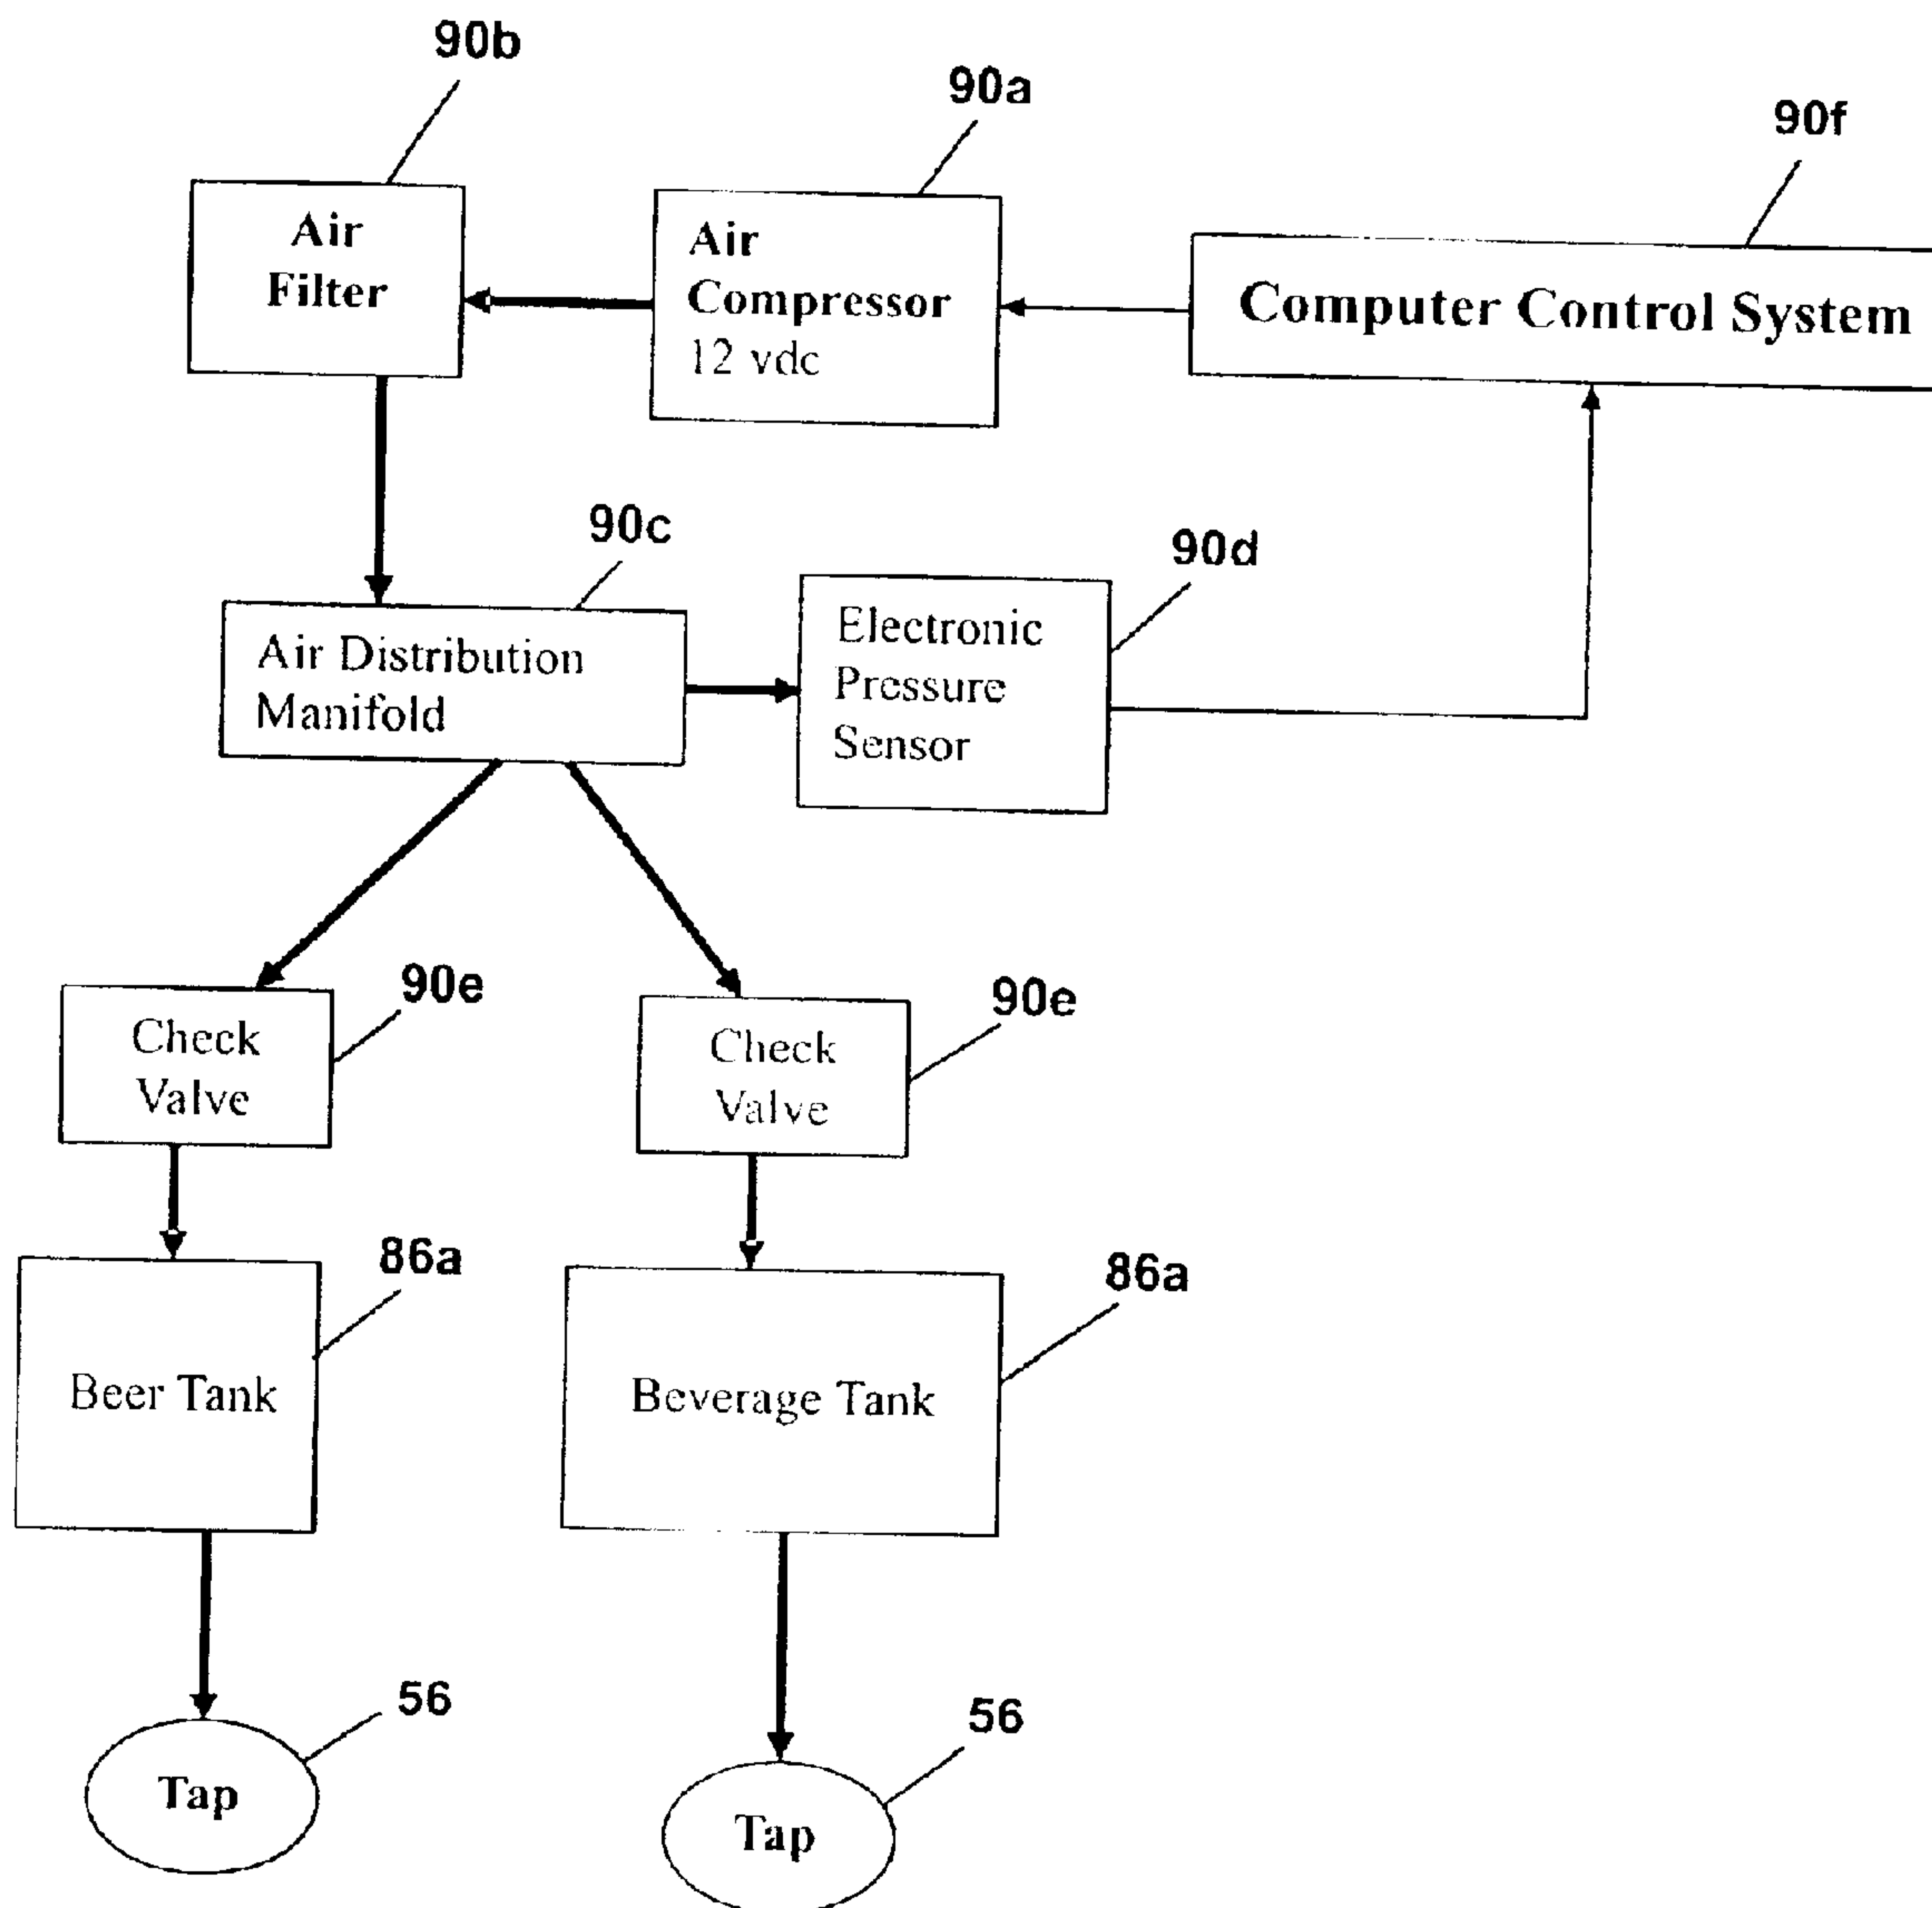 90b
90a
90f
Air
Filter
Air
Compressor
12 vdc
Computer Control System
90c
90d
Air Distribution
Manifold
Electronic
Pressure
Sensor
90e
90e
Check
Valve
Check
Valve
86a
86a
Beer Tank
Beverage Tank
56
56
Tap
Tap